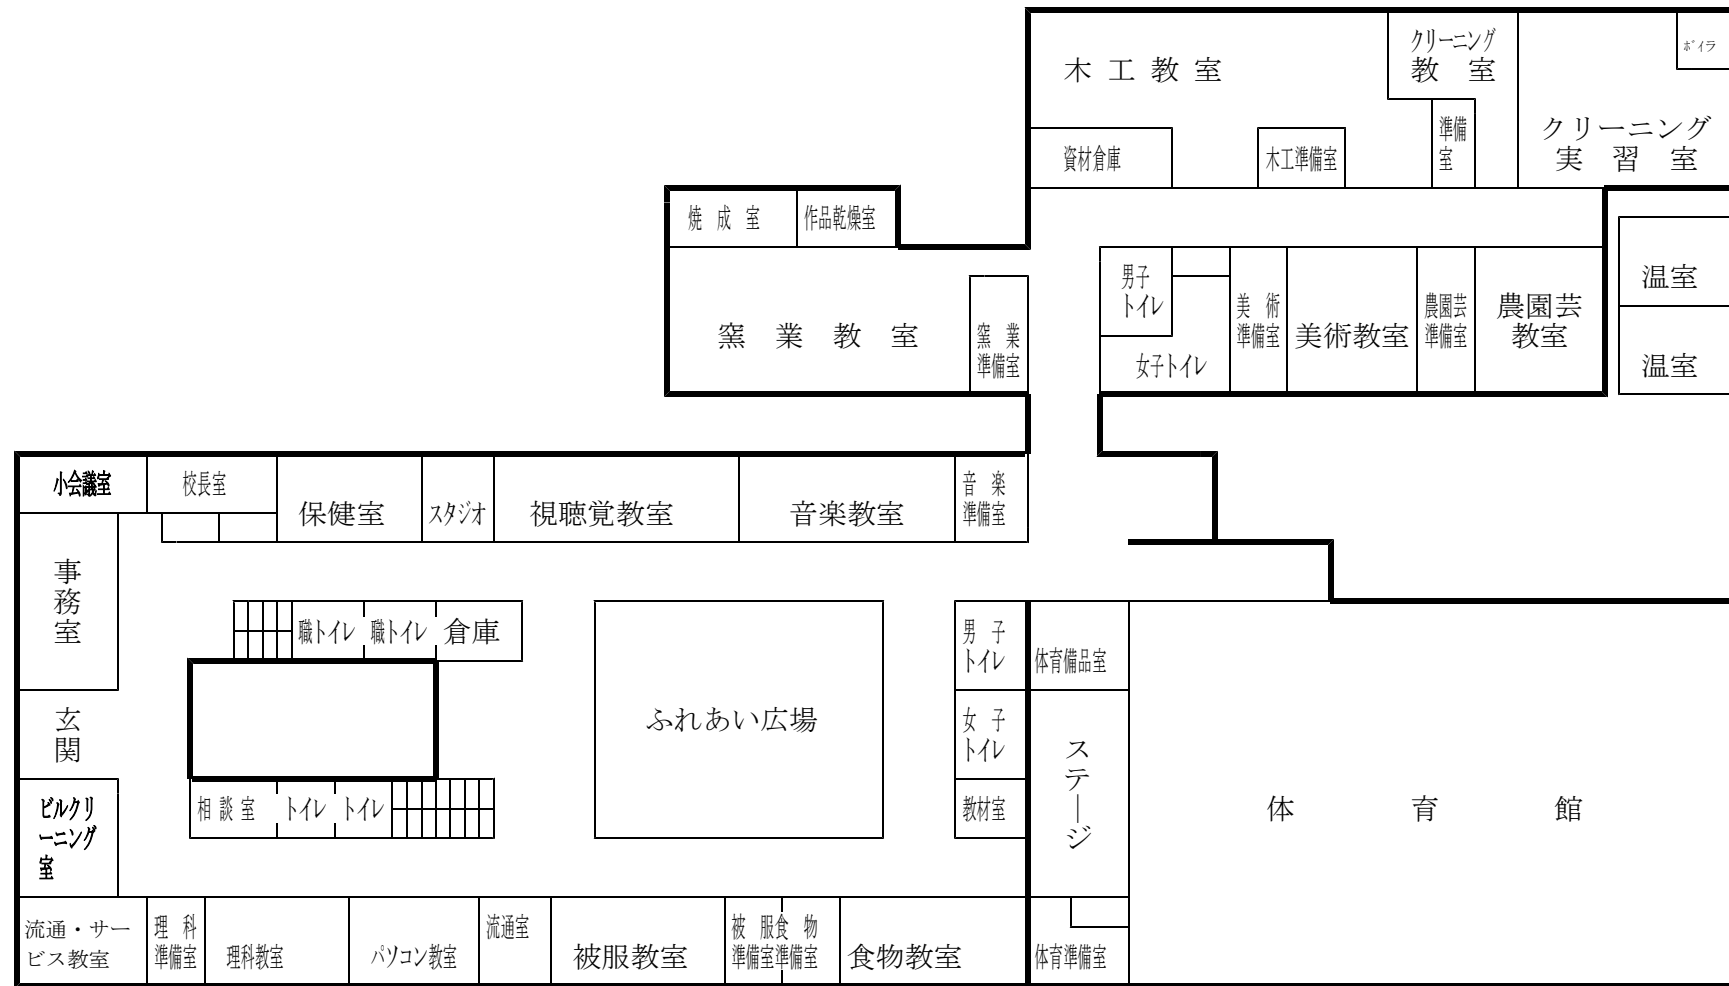 木工教室
クリーニング
教室
ボイラ
準備
室
クリーニング
実習室
資材倉庫
木工準備室
焼成室
作品乾燥室
窯業教室
窯業
準備室
男子
トイレ
女子トイレ
美術
準備室
美術教室
農園芸
準備室
農園芸
教室
温室
温室
小会議室
校長室
保健室
スタジオ
視聴覚教室
音楽教室
音楽
準備室
事
務
室
職トイレ
職トイレ
倉庫
ふれあい広場
男子
トイレ
体育備品室
玄
関
女子
トイレ
ステージ
体育館
ビルクリ
ーニング
室
相談室
トイレ
トイレ
教材室
流通・サー
ビス教室
理科
準備室
理科教室
パソコン教室
流通室
被服教室
被服
準備室
食物
準備室
食物教室
体育準備室